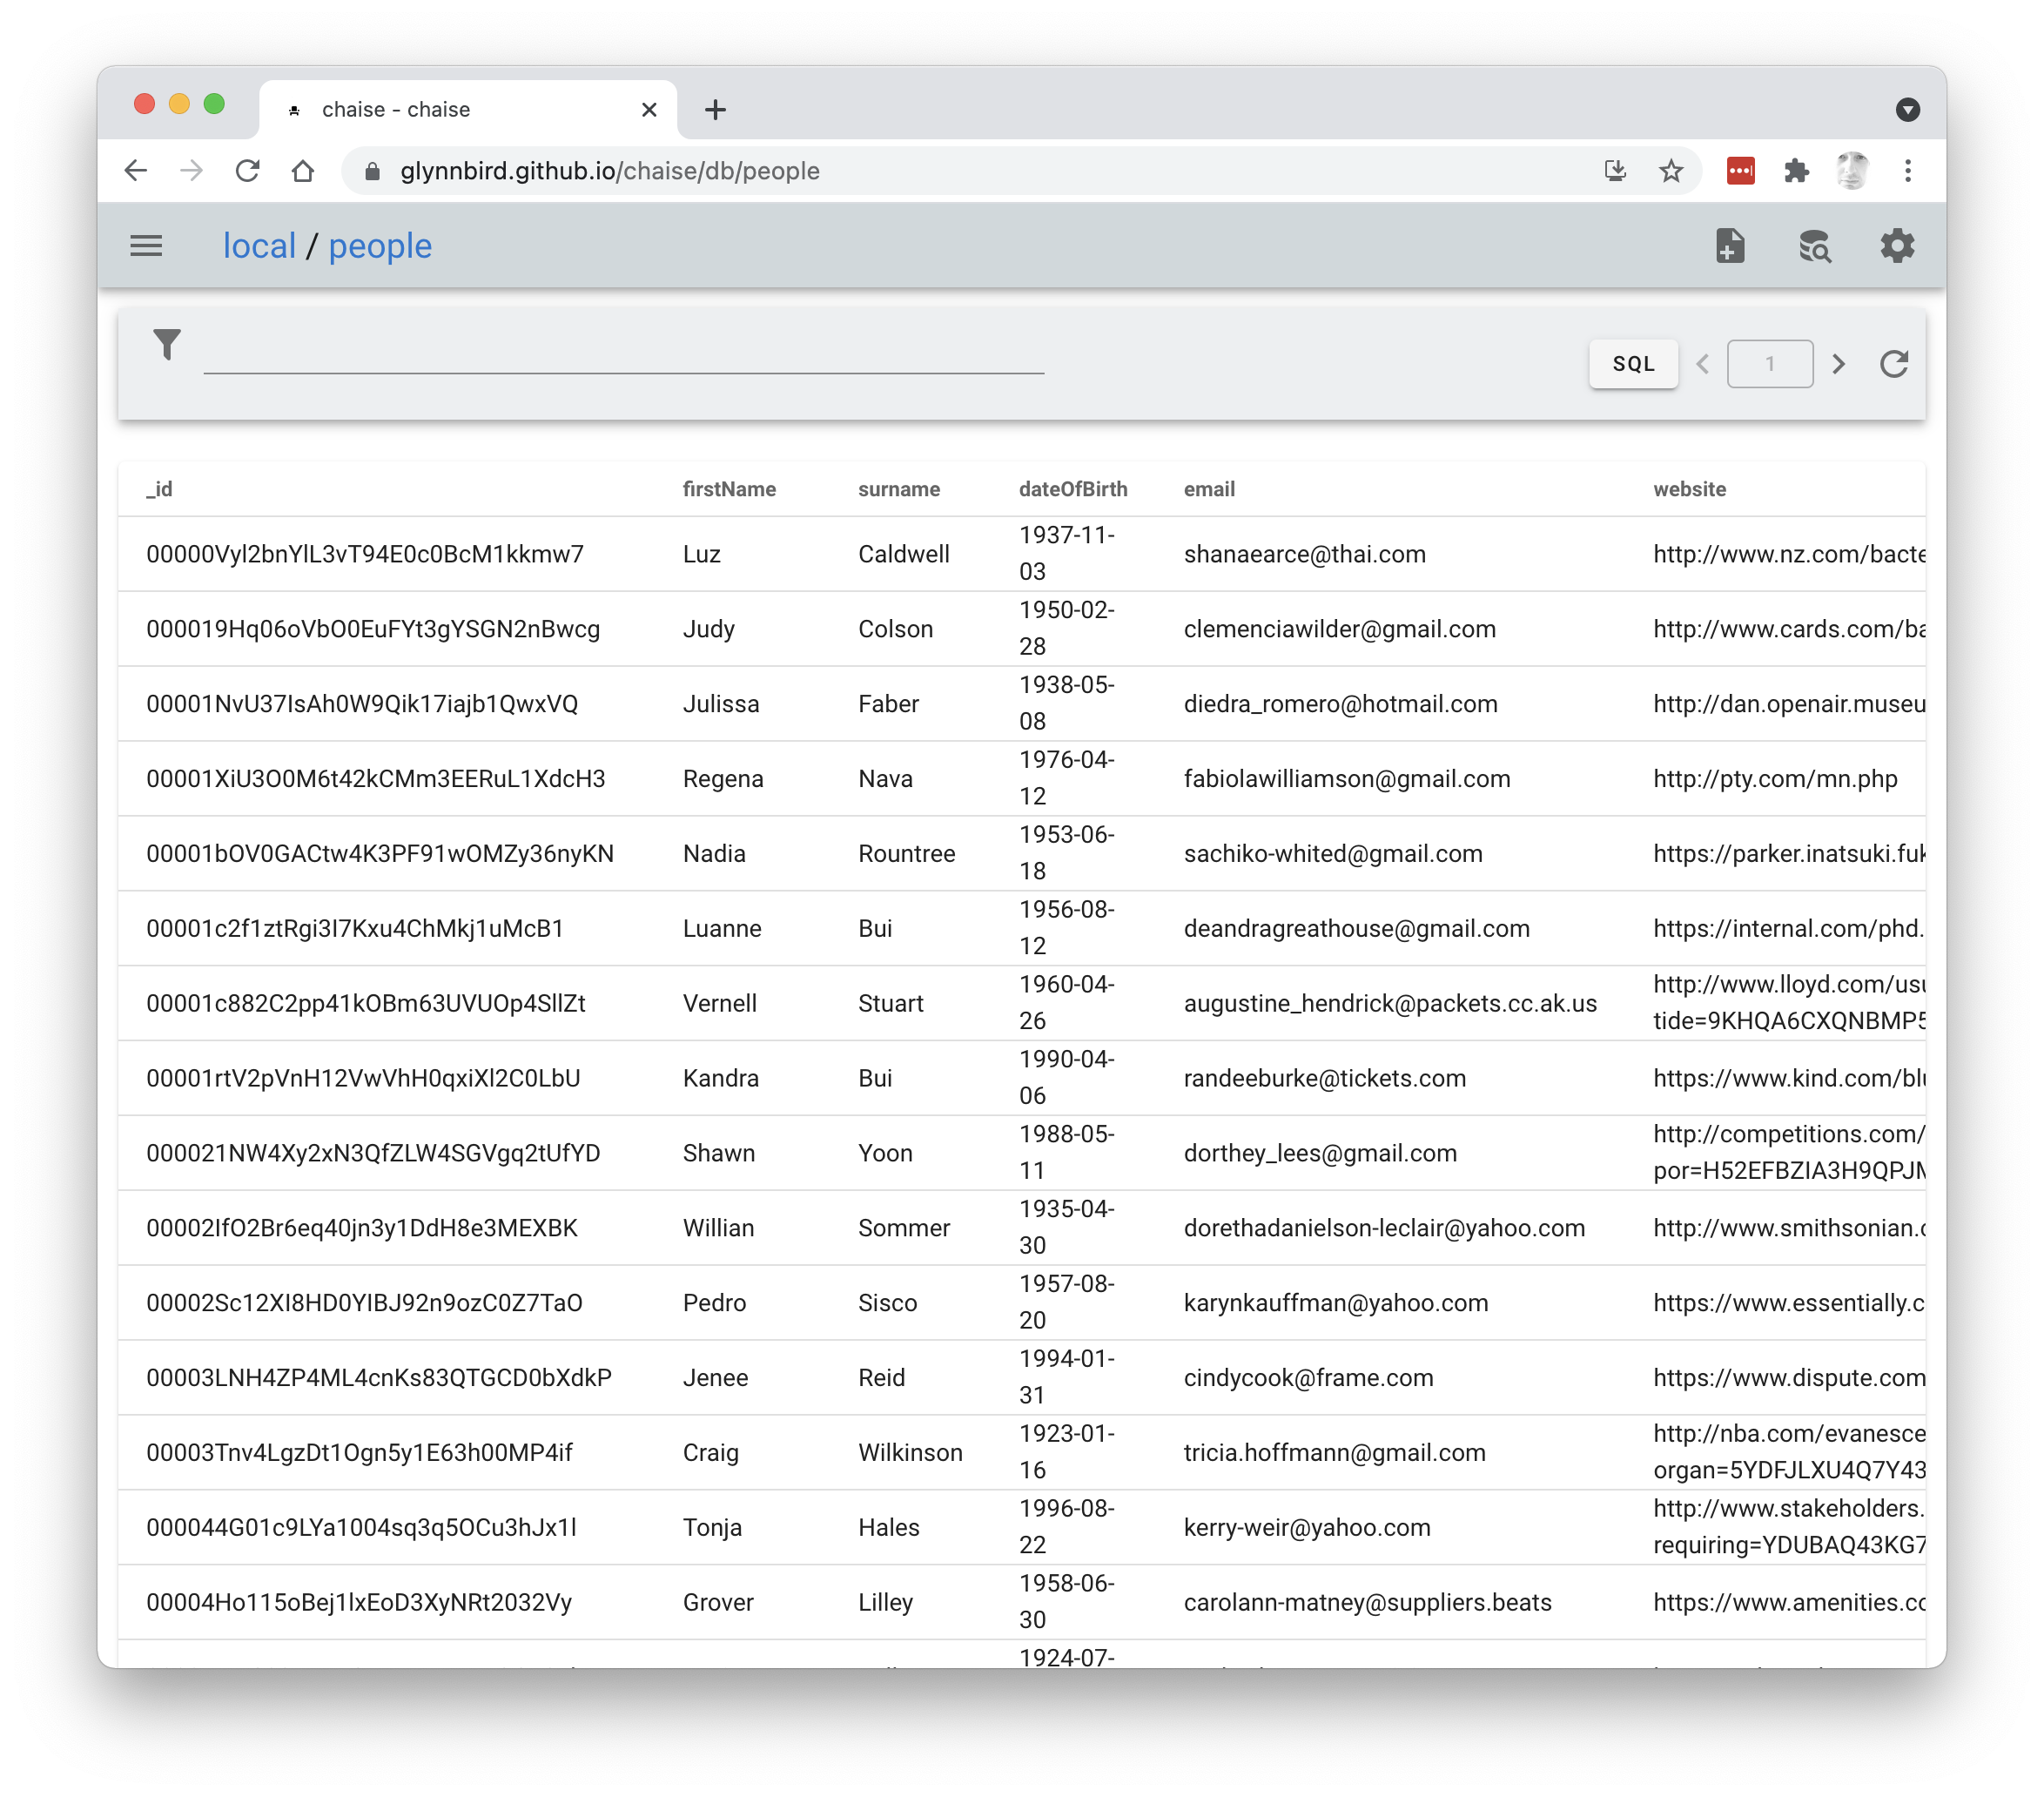 chaise - chaise
glynnbird.github.io/chaise/db/people
local / people
SQL
1
_id firstName surname dateOfBirth email website
00000Vyl2bnYlL3vT94E0c0BcM1kkmw7 Luz Caldwell 1937-11-03 shanaearce@thai.com http://www.nz.com/bacte
000019Hq06oVbO0EuFYt3gYSGN2nBwcg Judy Colson 1950-02-28 clemenciawilder@gmail.com http://www.cards.com/ba
00001NvU37IsAh0W9Qik17iajb1QwxVQ Julissa Faber 1938-05-08 diedra_romero@hotmail.com http://dan.openair.museu
00001XiU3O0M6t42kCMm3EERuL1XdcH3 Regena Nava 1976-04-12 fabiolawilliamson@gmail.com http://pty.com/mn.php
00001bOV0GACtw4K3PF91wOMZy36nyKN Nadia Rountree 1953-06-18 sachiko-whited@gmail.com https://parker.inatsuki.fuk
00001c2f1ztRgi3I7Kxu4ChMkj1uMcB1 Luanne Bui 1956-08-12 deandragreathouse@gmail.com https://internal.com/phd.
00001c882C2pp41kOBm63UVUOp4SllZt Vernell Stuart 1960-04-26 augustine_hendrick@packets.cc.ak.us http://www.lloyd.com/usu
tide=9KHQA6CXQNBMP5
00001rtV2pVnH12VwVhH0qxiXl2C0LbU Kandra Bui 1990-04-06 randeeburke@tickets.com https://www.kind.com/blu
000021NW4Xy2xN3QfZLW4SGVgq2tUfYD Shawn Yoon 1988-05-11 dorthey_lees@gmail.com http://competitions.com/
por=H52EFBZIA3H9QPJM
00002IfO2Br6eq40jn3y1DdH8e3MEXBK Willian Sommer 1935-04-30 dorethadanielson-leclair@yahoo.com http://www.smithsonian.c
00002Sc12XI8HD0YIBJ92n9ozC0Z7TaO Pedro Sisco 1957-08-20 karynkauffman@yahoo.com https://www.essentially.c
00003LNH4ZP4ML4cnKs83QTGCD0bXdkP Jenee Reid 1994-01-31 cindycook@frame.com https://www.dispute.com
00003Tnv4LgzDt1Ogn5y1E63h00MP4if Craig Wilkinson 1923-01-16 tricia.hoffmann@gmail.com http://nba.com/evanesce
organ=5YDFJLXU4Q7Y43
000044G01c9LYa1004sq3q5OCu3hJx1l Tonja Hales 1996-08-22 kerry-weir@yahoo.com http://www.stakeholders.
requiring=YDUBAQ43KG7
00004Ho115oBej1lxEoD3XyNRt2032Vy Grover Lilley 1958-06-30 carolann-matney@suppliers.beats https://www.amenities.co
1924-07-